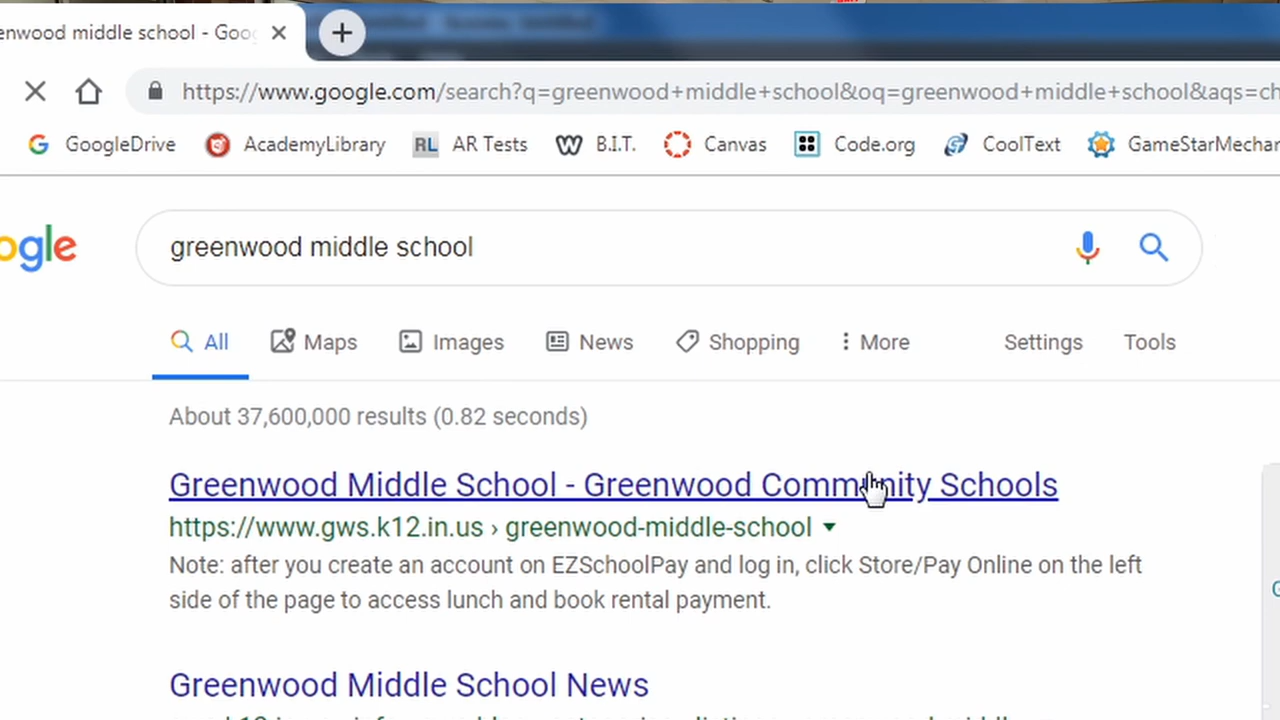 enwood middle school - Goo
https://www.google.com/search?q=greenwood+middle+school&oq=greenwood+middle+school&aqs=ch
GoogleDrive AcademyLibrary RL AR Tests B.I.T. Canvas Code.org CoolText GameStarMechan
ogle greenwood middle school
All Maps Images News Shopping More Settings Tools
About 37,600,000 results (0.82 seconds)
Greenwood Middle School - Greenwood Community Schools
https://www.gws.k12.in.us › greenwood-middle-school
Note: after you create an account on EZSchoolPay and log in, click Store/Pay Online on the left
side of the page to access lunch and book rental payment.
Greenwood Middle School News